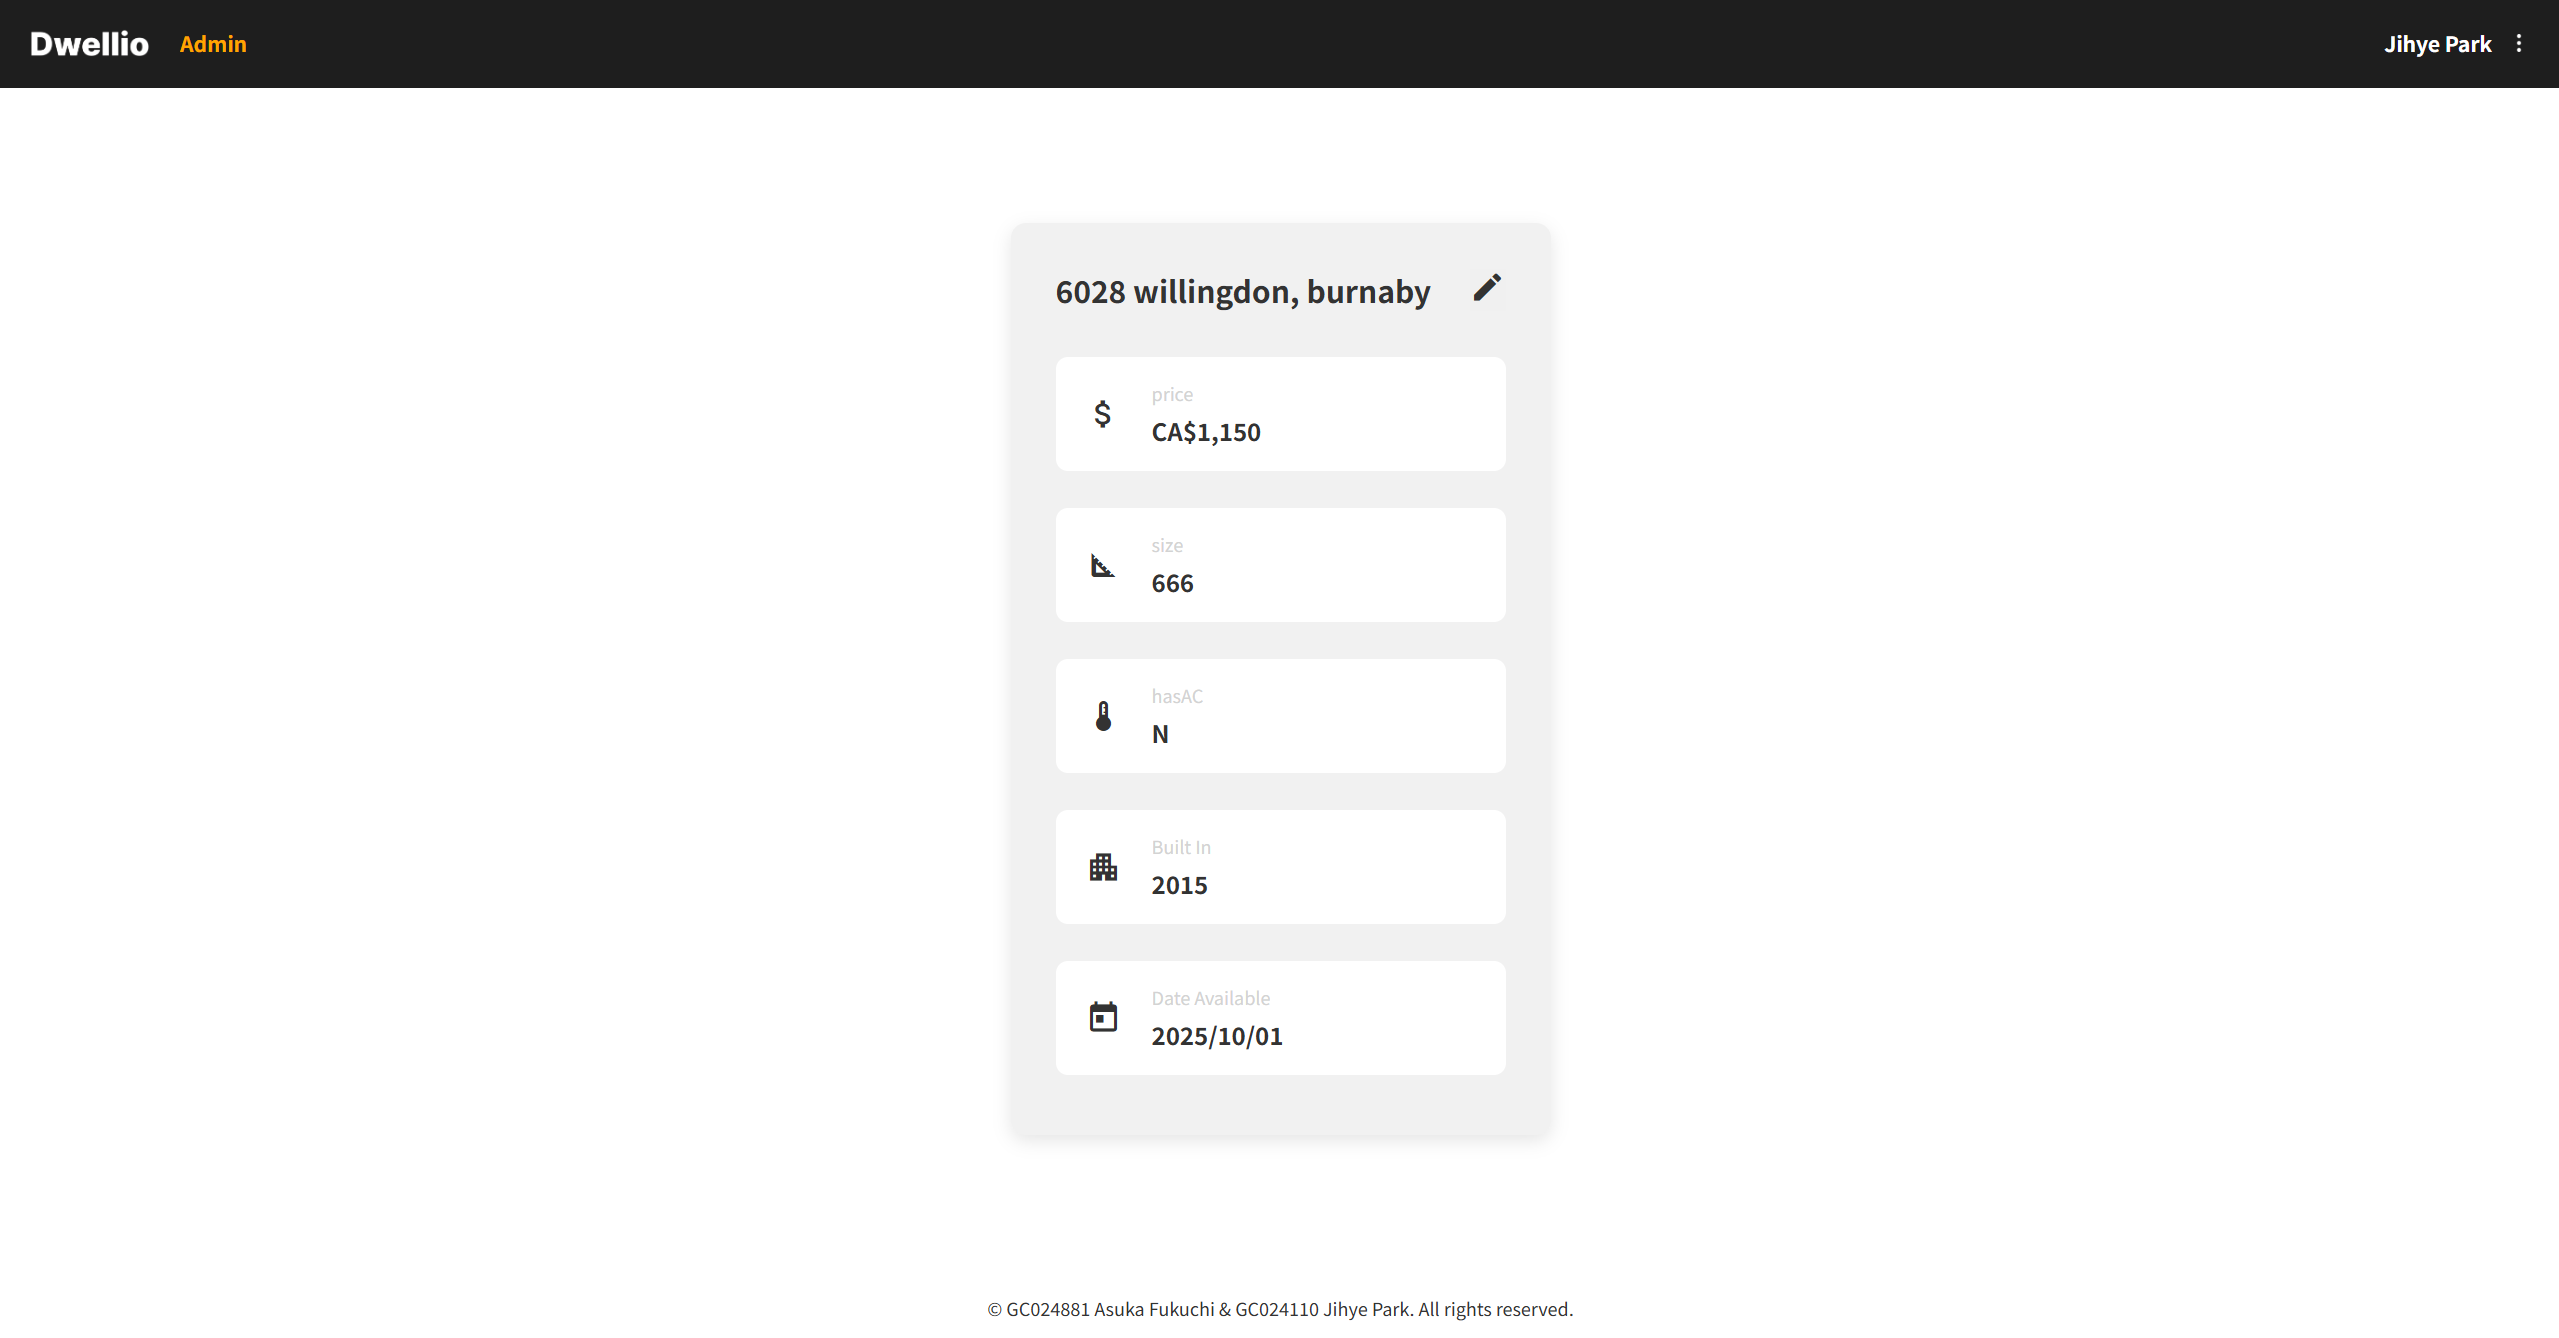 Dwellio Admin Jihye Park
6028 willingdon, burnaby
price
CA$1,150
size
666
hasAC
N
Built In
2015
Date Available
2025/10/01
© GC024881 Asuka Fukuchi & GC024110 Jihye Park. All rights reserved.